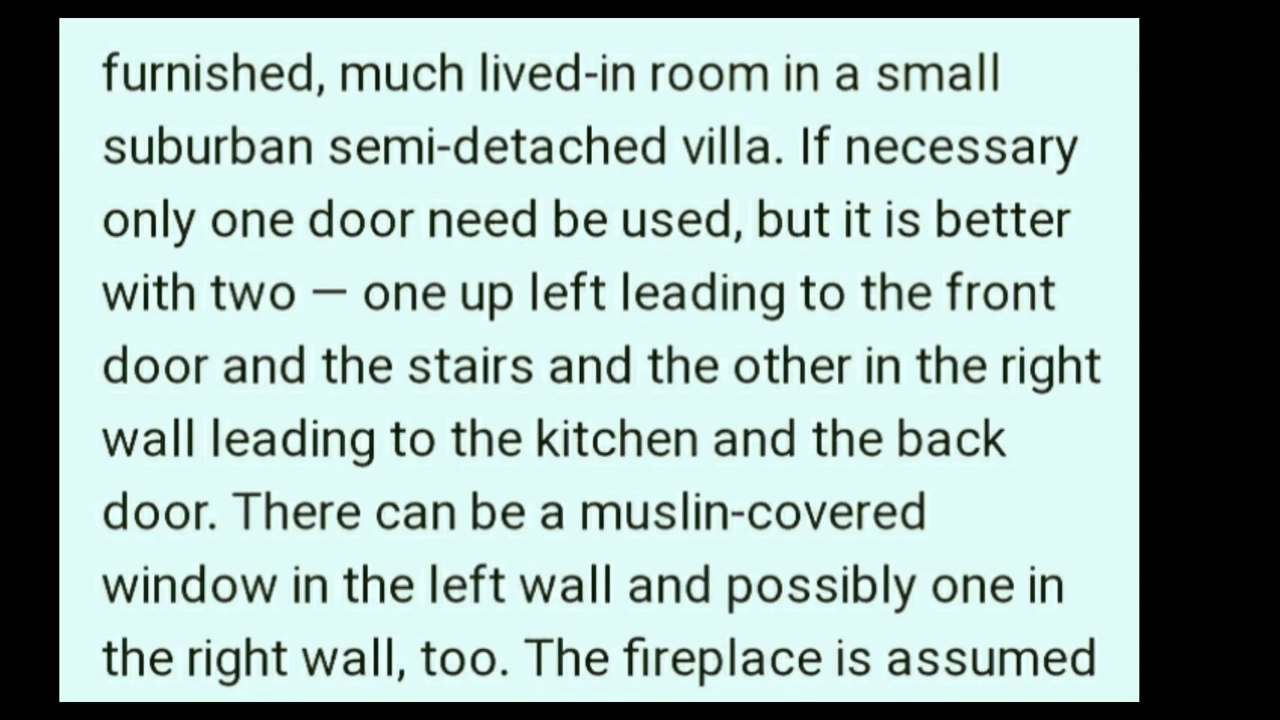 furnished, much lived-in room in a small
suburban semi-detached villa. If necessary
only one door need be used, but it is better
with two — one up left leading to the front
door and the stairs and the other in the right
wall leading to the kitchen and the back
door. There can be a muslin-covered
window in the left wall and possibly one in
the right wall, too. The fireplace is assumed